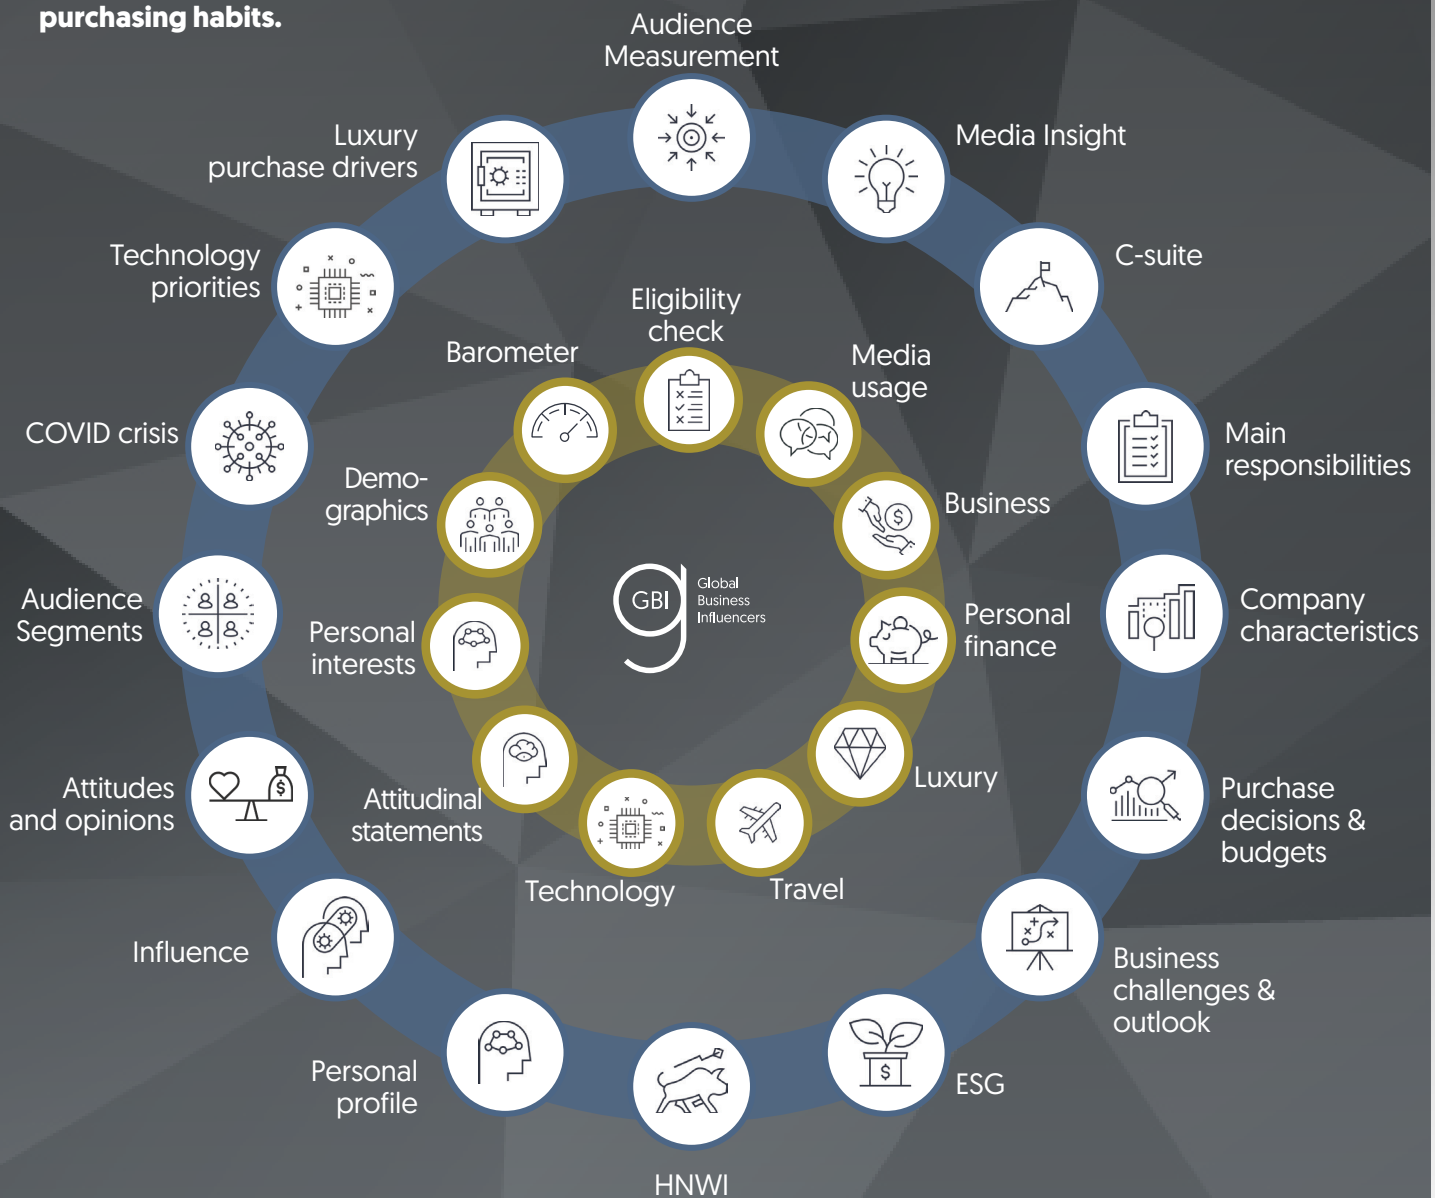 purchasing habits.
Audience
Measurement
Media Insight
C-suite
Main
responsibilities
Company
characteristics
Purchase
decisions &
budgets
Business
challenges &
outlook
ESG
HNWI
Personal
profile
Influence
Attitudes
and opinions
Audience
Segments
COVID crisis
Technology
priorities
Luxury
purchase drivers
Eligibility
check
Media
usage
Business
Personal
finance
Luxury
Travel
Technology
Attitudinal
statements
Personal
interests
Demo-
graphics
Barometer
GBI
Global
Business
Influencers